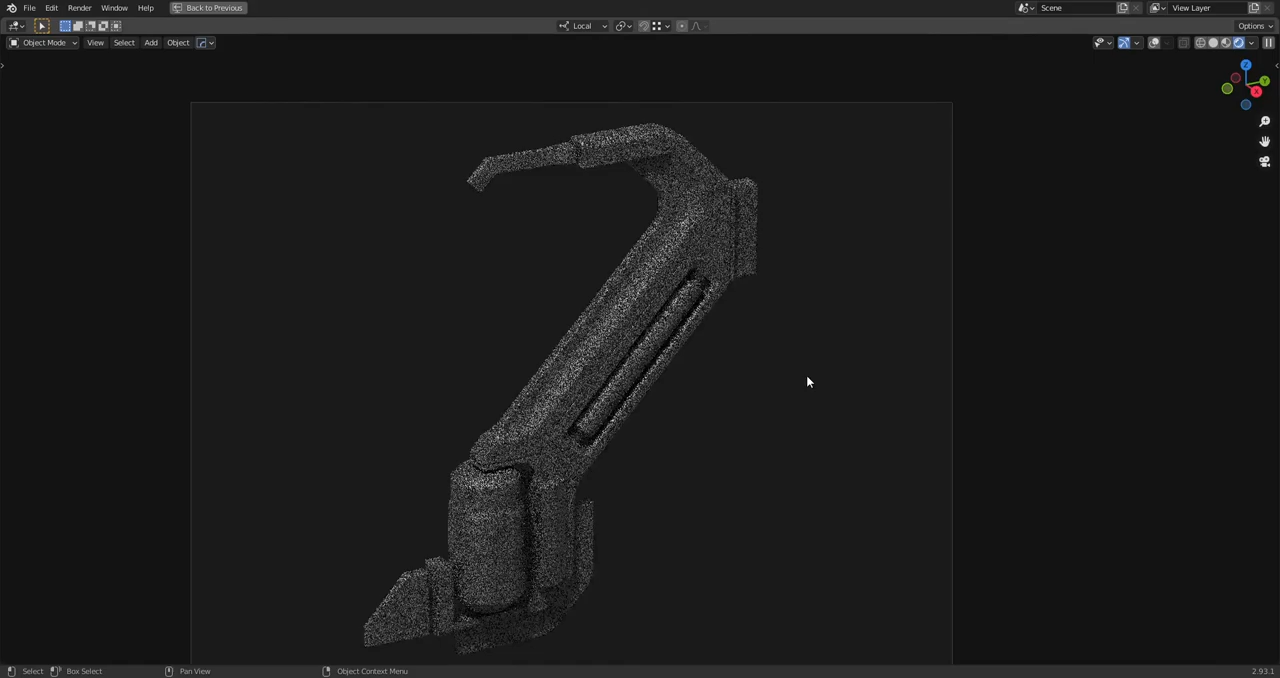 File Edit Render Window Help Back to Previous Scene View Layer
Local Options
Object Mode View Select Add Object
Z
Y
X
Select Box Select Pan View Object Context Menu 2.93.1